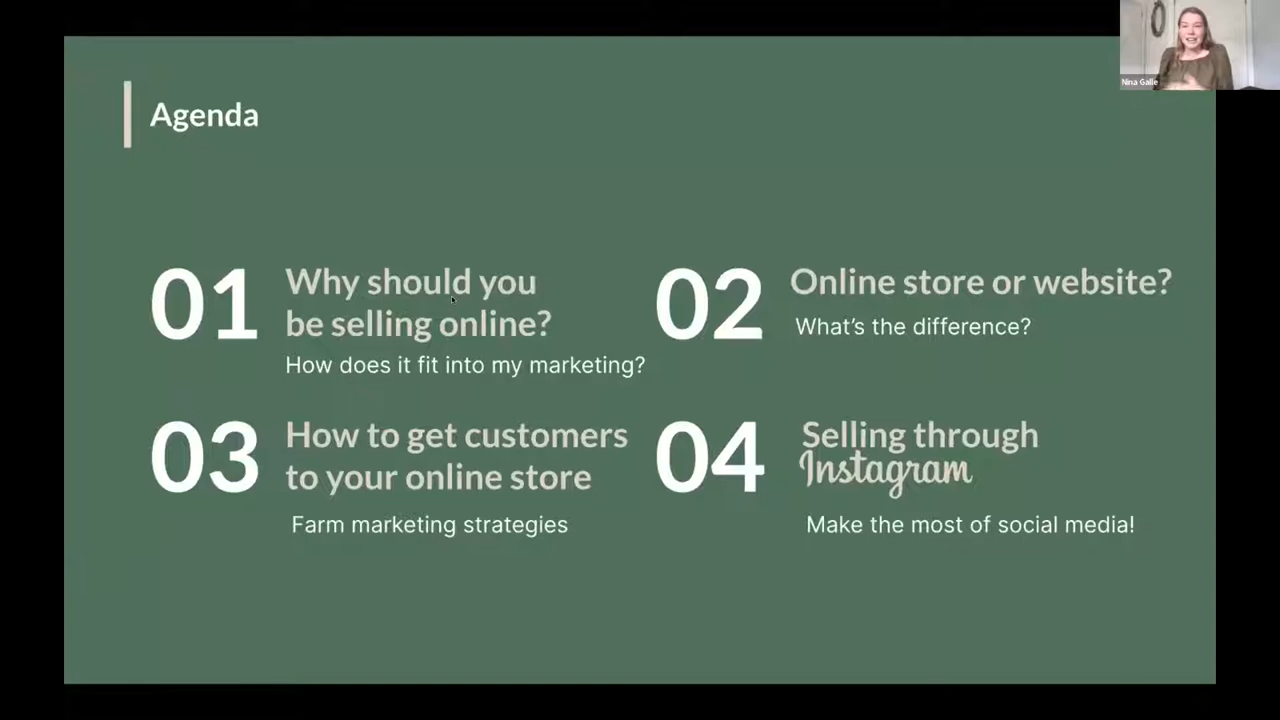 Agenda
01
Why should you
be selling online?
How does it fit into my marketing?
02
Online store or website?
What's the difference?
03
How to get customers
to your online store
Farm marketing strategies
04
Selling through
Instagram
Make the most of social media!
Nina Galle